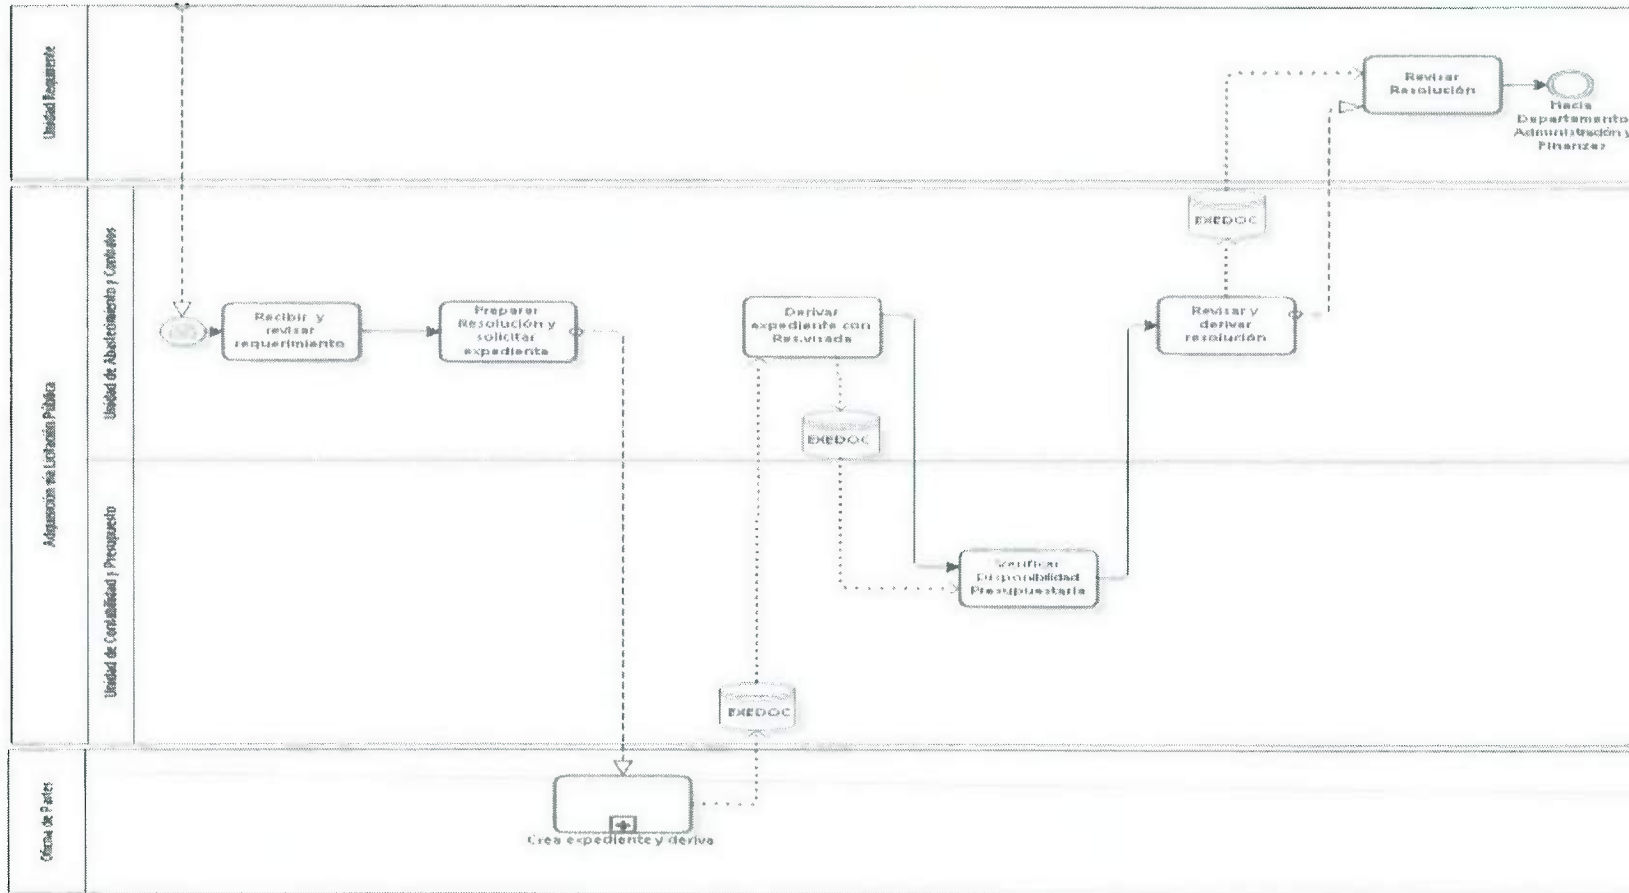 Unidad Requirente
Revisar
Resolución
Hacia
Departamento
Administración y
Finanzas
Adquisición vía Licitación Pública
Unidad de Abastecimiento y Contratos
EXEDOC
Recibir y
revisar
requerimiento
Preparar
Resolución y
solicitar
expediente
Derivar
expediente con
Res.visada
Revisar y
derivar
resolución
EXEDOC
Unidad de Contabilidad y Presupuesto
Verificar
Disponibilidad
Presupuestaria
EXEDOC
Oficina de Partes
Crea expediente y deriva